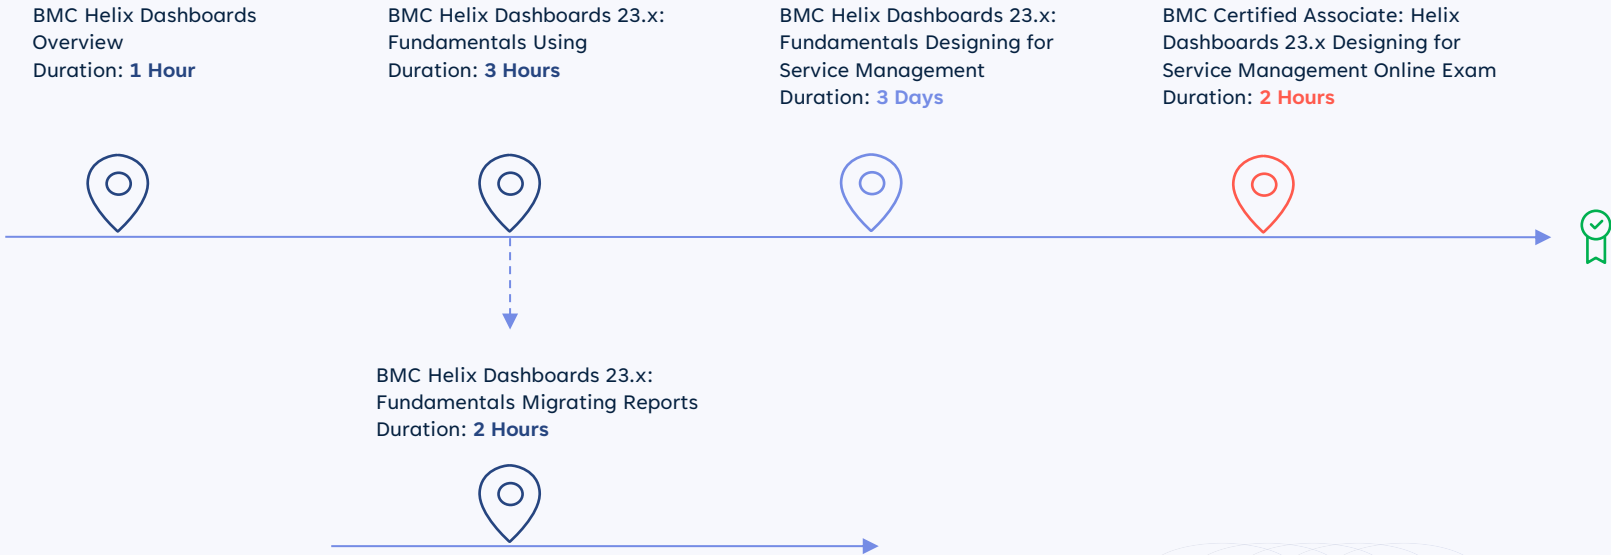 BMC Helix Dashboards
Overview
Duration: 1 Hour
BMC Helix Dashboards 23.x:
Fundamentals Using
Duration: 3 Hours
BMC Helix Dashboards 23.x:
Fundamentals Designing for
Service Management
Duration: 3 Days
BMC Certified Associate: Helix
Dashboards 23.x Designing for
Service Management Online Exam
Duration: 2 Hours
BMC Helix Dashboards 23.x:
Fundamentals Migrating Reports
Duration: 2 Hours